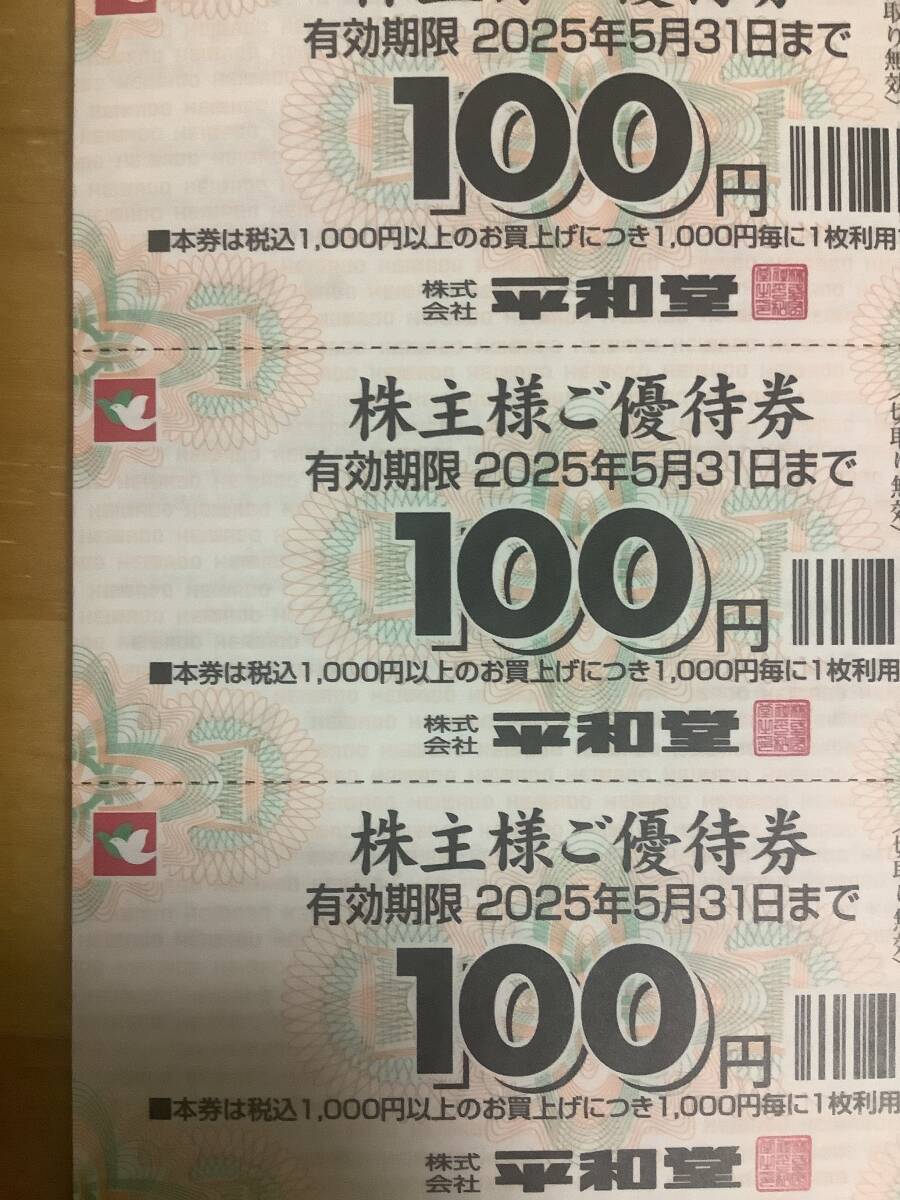 株主様ご優待券
有効期限 2025年5月31日まで
100円
■本券は税込1,000円以上のお買上げにつき1,000円毎に1枚利用
株式会社 平和堂
株主様ご優待券
有効期限 2025年5月31日まで
100円
■本券は税込1,000円以上のお買上げにつき1,000円毎に1枚利用
株式会社 平和堂
株主様ご優待券
有効期限 2025年5月31日まで
100円
■本券は税込1,000円以上のお買上げにつき1,000円毎に1枚利用
株式会社 平和堂